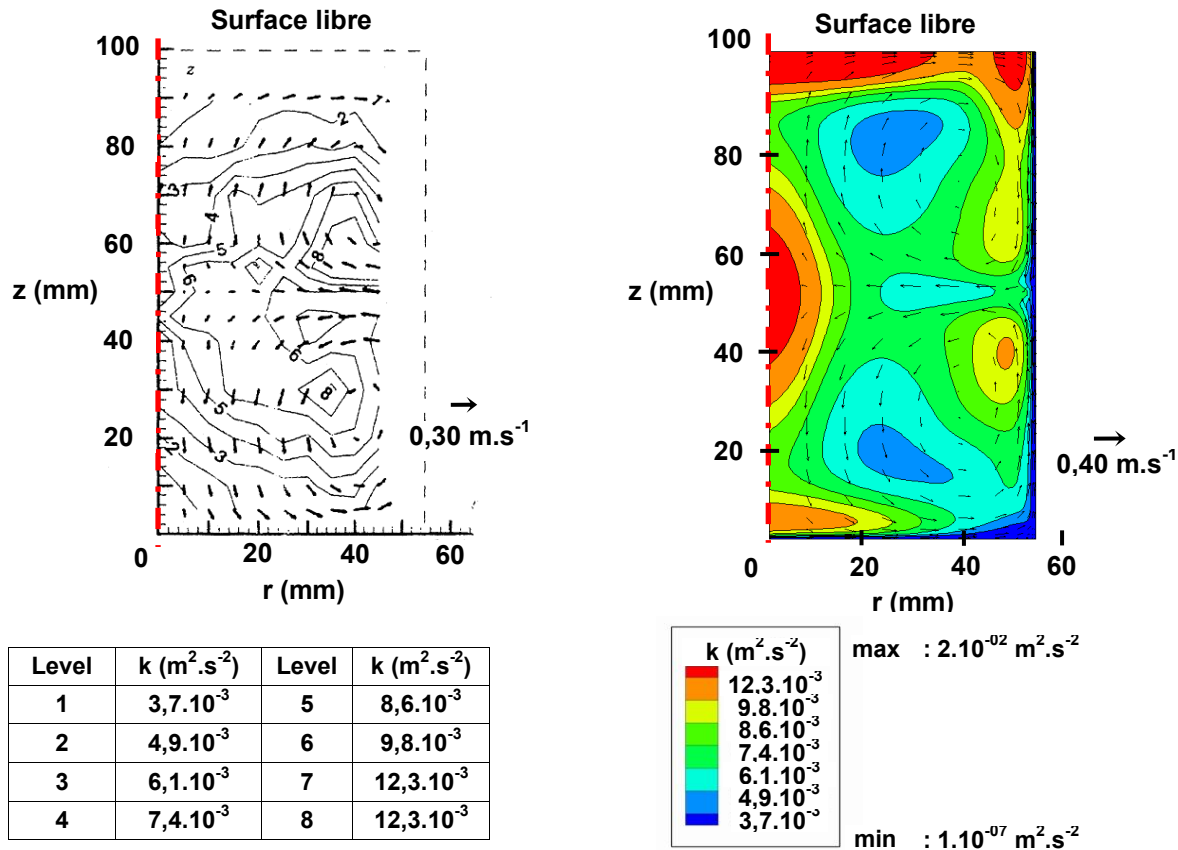 Surface libre
100
z
80
60
z (mm)
40
20
0
20
40
60
r (mm)
1
2
3
4
5
8
6
6
8
5
3
0,30 m.s-1
Surface libre
100
80
60
z (mm)
40
20
0
20
40
60
r (mm)
0,40 m.s-1
Level k (m2.s-2) Level k (m2.s-2)
1 3,7.10-3 5 8,6.10-3
2 4,9.10-3 6 9,8.10-3
3 6,1.10-3 7 12,3.10-3
4 7,4.10-3 8 12,3.10-3
k (m2.s-2)
12,3.10-3
9,8.10-3
8,6.10-3
7,4.10-3
6,1.10-3
4,9.10-3
3,7.10-3
max : 2.10-02 m2.s-2
min : 1.10-07 m2.s-2